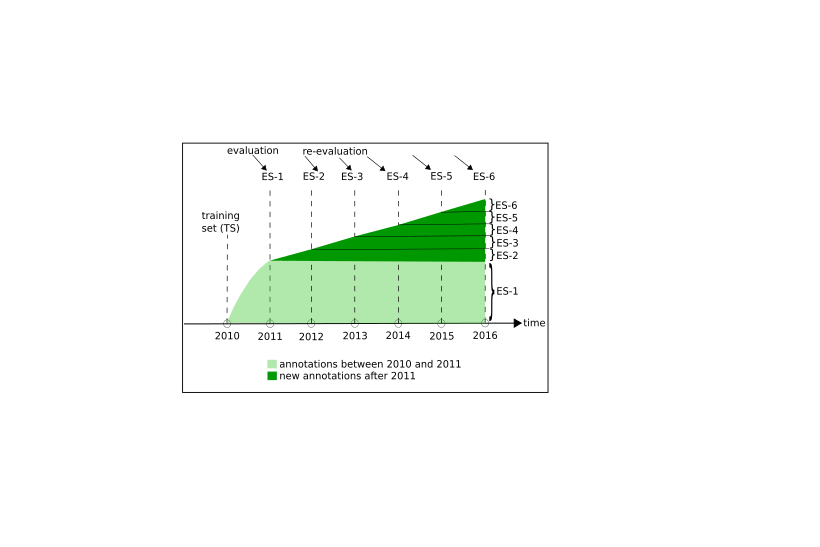 evaluation
re-evaluation
ES-1 ES-2 ES-3 ES-4 ES-5 ES-6
training
set (TS)
ES-6
ES-5
ES-4
ES-3
ES-2
ES-1
time
2010 2011 2012 2013 2014 2015 2016
annotations between 2010 and 2011
new annotations after 2011